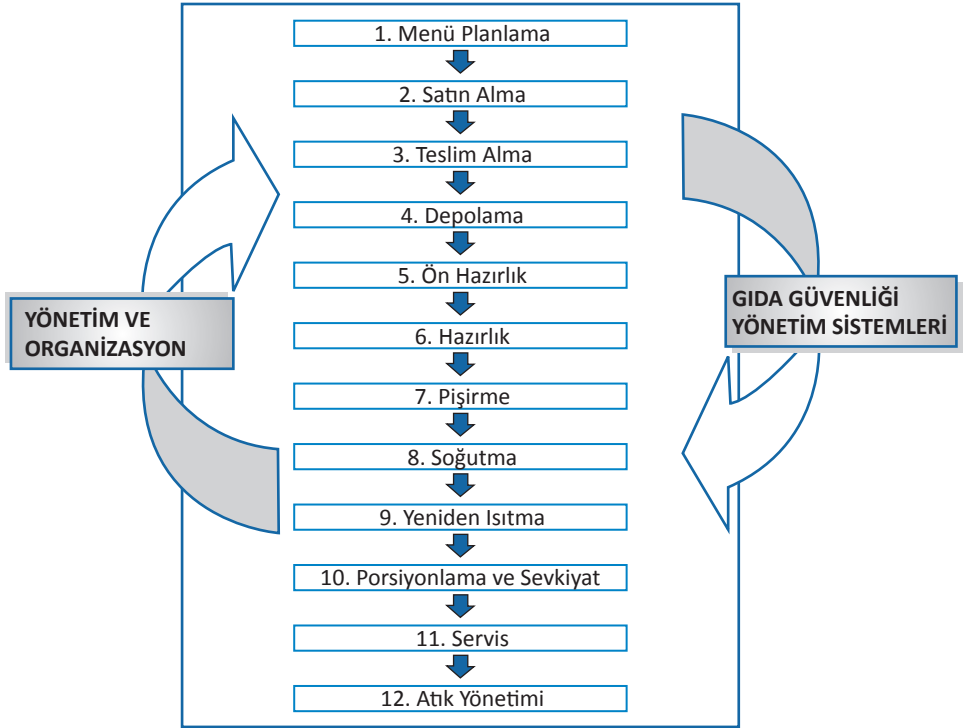 1. Menü Planlama
2. Satın Alma
3. Teslim Alma
4. Depolama
5. Ön Hazırlık
6. Hazırlık
7. Pişirme
8. Soğutma
9. Yeniden Isıtma
10. Porsiyonlama ve Sevkiyat
11. Servis
12. Atık Yönetimi
YÖNETİM VE
ORGANİZASYON
GIDA GÜVENLİĞİ
YÖNETİM SİSTEMLERİ